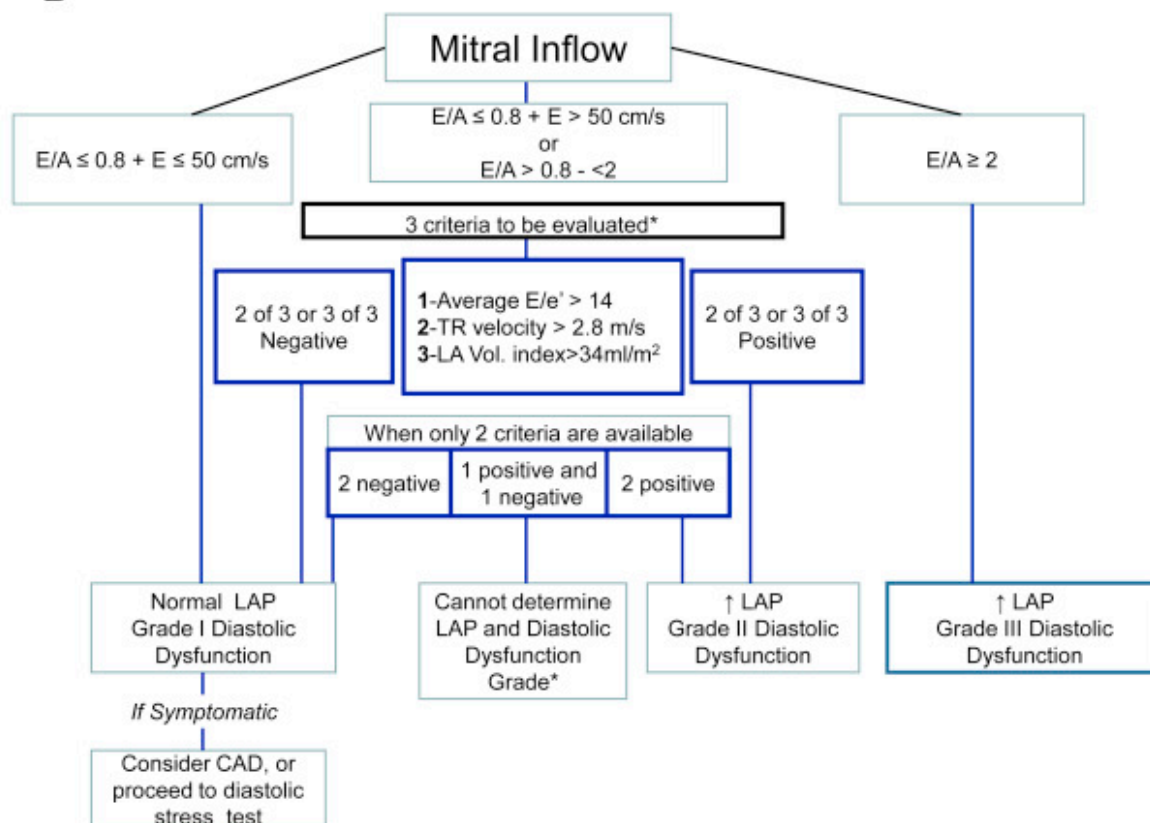 Mitral Inflow
E/A ≤ 0.8 + E ≤ 50 cm/s
E/A ≤ 0.8 + E > 50 cm/s
or
E/A > 0.8 - <2
E/A ≥ 2
3 criteria to be evaluated*
2 of 3 or 3 of 3
Negative
1-Average E/e' > 14
2-TR velocity > 2.8 m/s
3-LA Vol. index>34ml/m²
2 of 3 or 3 of 3
Positive
When only 2 criteria are available
2 negative
1 positive and
1 negative
2 positive
Normal LAP
Grade I Diastolic
Dysfunction
Cannot determine
LAP and Diastolic
Dysfunction
Grade*
↑ LAP
Grade II Diastolic
Dysfunction
↑ LAP
Grade III Diastolic
Dysfunction
If Symptomatic
Consider CAD, or
proceed to diastolic
stress test